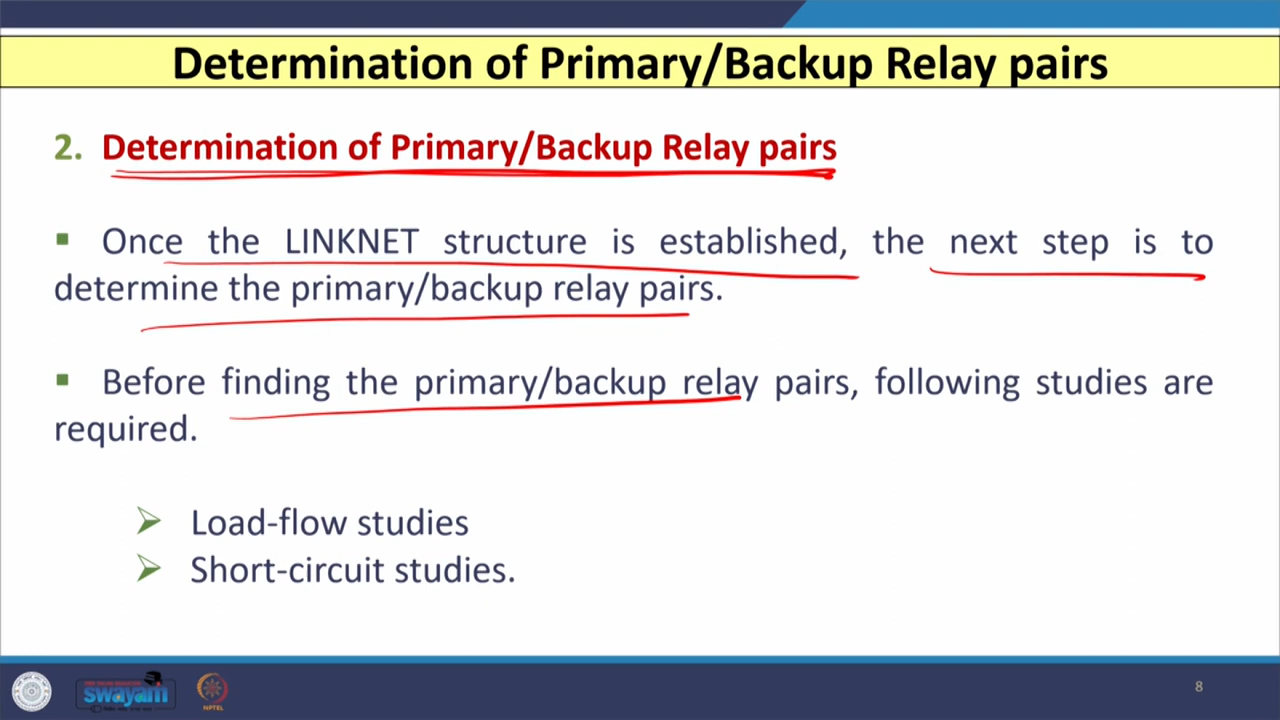 Determination of Primary/Backup Relay pairs
2. Determination of Primary/Backup Relay pairs
▪ Once the LINKNET structure is established, the next step is to
determine the primary/backup relay pairs.
▪ Before finding the primary/backup relay pairs, following studies are
required.
➢ Load-flow studies
➢ Short-circuit studies.
swayam
NPTEL
8